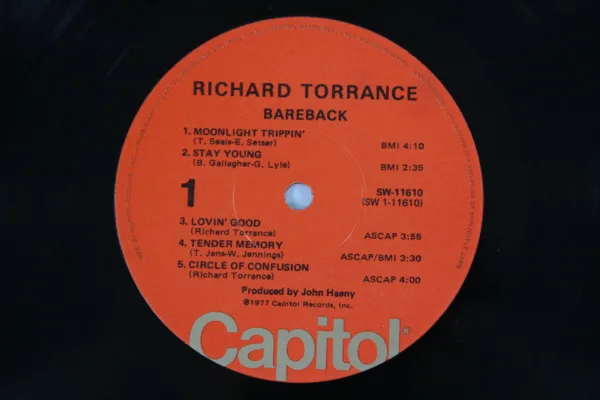 RICHARD TORRANCE
BAREBACK
1. MOONLIGHT TRIPPIN'
(T. Seals-E. Setser) BMI 4:10
2. STAY YOUNG
(B. Gallagher-G. Lyle) BMI 2:35
1
SW-11610
(SW 1-11610)
3. LOVIN' GOOD
(Richard Torrance) ASCAP 3:55
4. TENDER MEMORY
(T. Jans-W. Jennings) ASCAP/BMI 3:30
5. CIRCLE OF CONFUSION
(Richard Torrance) ASCAP 4:00
Produced by John Haeny
℗1977 Capitol Records, Inc.
Capitol®